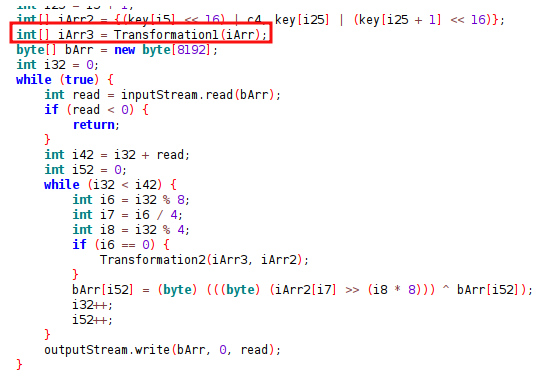 int i25 = i5 + 1;
int[] iArr2 = {(key[i5] << 16) | c4, key[i25] | (key[i25 + 1] << 16)};
int[] iArr3 = Transformation1(iArr);
byte[] bArr = new byte[8192];
int i32 = 0;
while (true) {
int read = inputStream.read(bArr);
if (read < 0) {
return;
}
int i42 = i32 + read;
int i52 = 0;
while (i32 < i42) {
int i6 = i32 % 8;
int i7 = i6 / 4;
int i8 = i32 % 4;
if (i6 == 0) {
Transformation2(iArr3, iArr2);
}
bArr[i52] = (byte) (((byte) (iArr2[i7] >> (i8 * 8))) ^ bArr[i52]);
i32++;
i52++;
}
outputStream.write(bArr, 0, read);
}